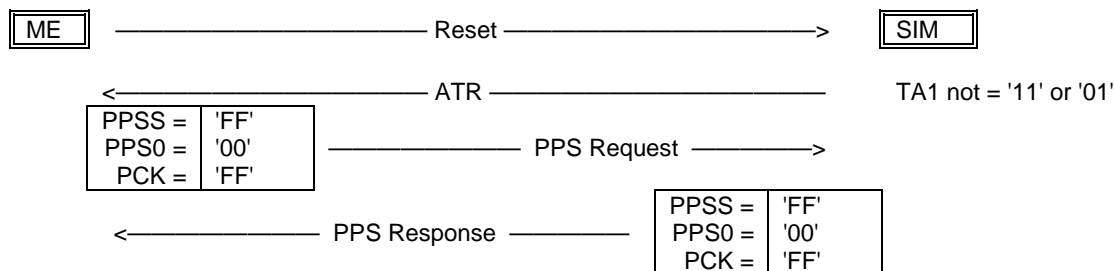 ME Reset SIM
ATR TA1 not = '11' or '01'
PPSS = 'FF'
PPS0 = '00' PPS Request
PCK = 'FF'
PPSS = 'FF'
PPS Response PPS0 = '00'
PCK = 'FF'